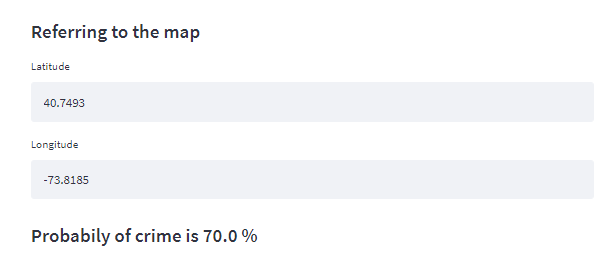 Referring to the map
Latitude
40.7493
Longitude
-73.8185
Probabily of crime is 70.0 %